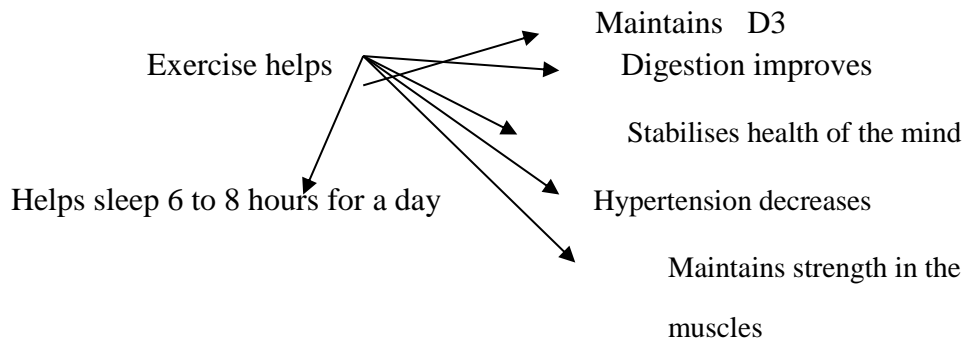 Maintains D3
Exercise helps
Digestion improves
Stabilises health of the mind
Helps sleep 6 to 8 hours for a day
Hypertension decreases
Maintains strength in the
muscles